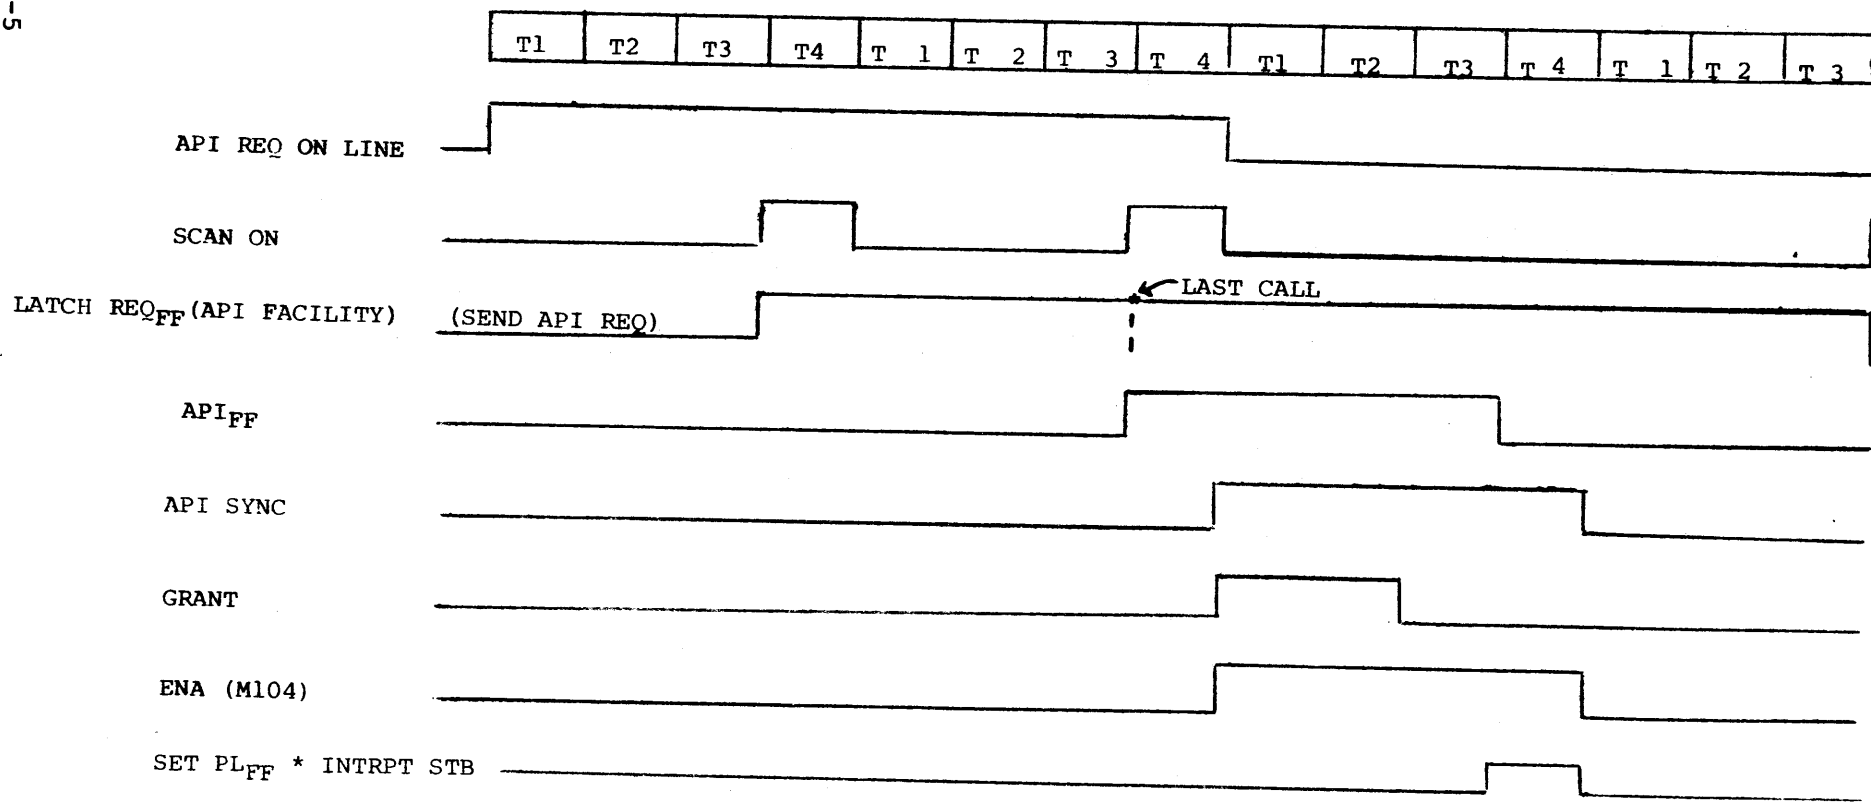 -5
T1 T2 T3 T4 T 1 T 2 T 3 T 4 T1 T2 T3 T 4 T 1 T 2 T 3
API REQ ON LINE
SCAN ON
LAST CALL
LATCH REQFF(API FACILITY) (SEND API REQ)
APIFF
API SYNC
GRANT
ENA (M104)
SET PLFF * INTRPT STB